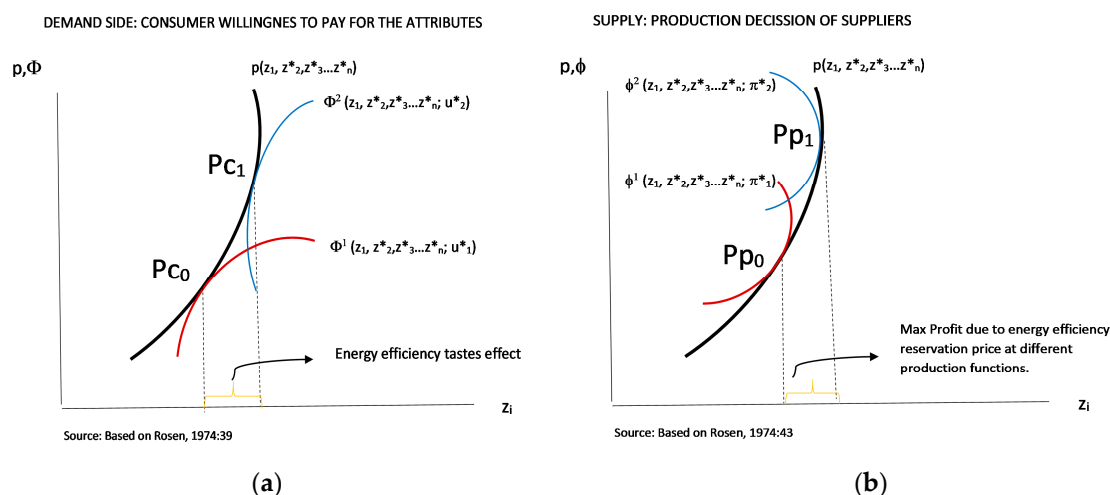 DEMAND SIDE: CONSUMER WILLINGNES TO PAY FOR THE ATTRIBUTES
p,Φ
p(z₁, z*₂,z*₃...z*ₙ)
Φ² (z₁, z*₂,z*₃...z*ₙ; u*₂)
Pc₁
Φ¹ (z₁, z*₂,z*₃...z*ₙ; u*₁)
Pc₀
Energy efficiency tastes effect
zᵢ
Source: Based on Rosen, 1974:39
(a)
SUPPLY: PRODUCTION DECISSION OF SUPPLIERS
p,ϕ
p(z₁, z*₂,z*₃...z*ₙ)
ϕ² (z₁, z*₂,z*₃...z*ₙ; π*₂)
Pp₁
ϕ¹ (z₁, z*₂,z*₃...z*ₙ; π*₁)
Pp₀
Max Profit due to energy efficiency
reservation price at different
production functions.
zᵢ
Source: Based on Rosen, 1974:43
(b)